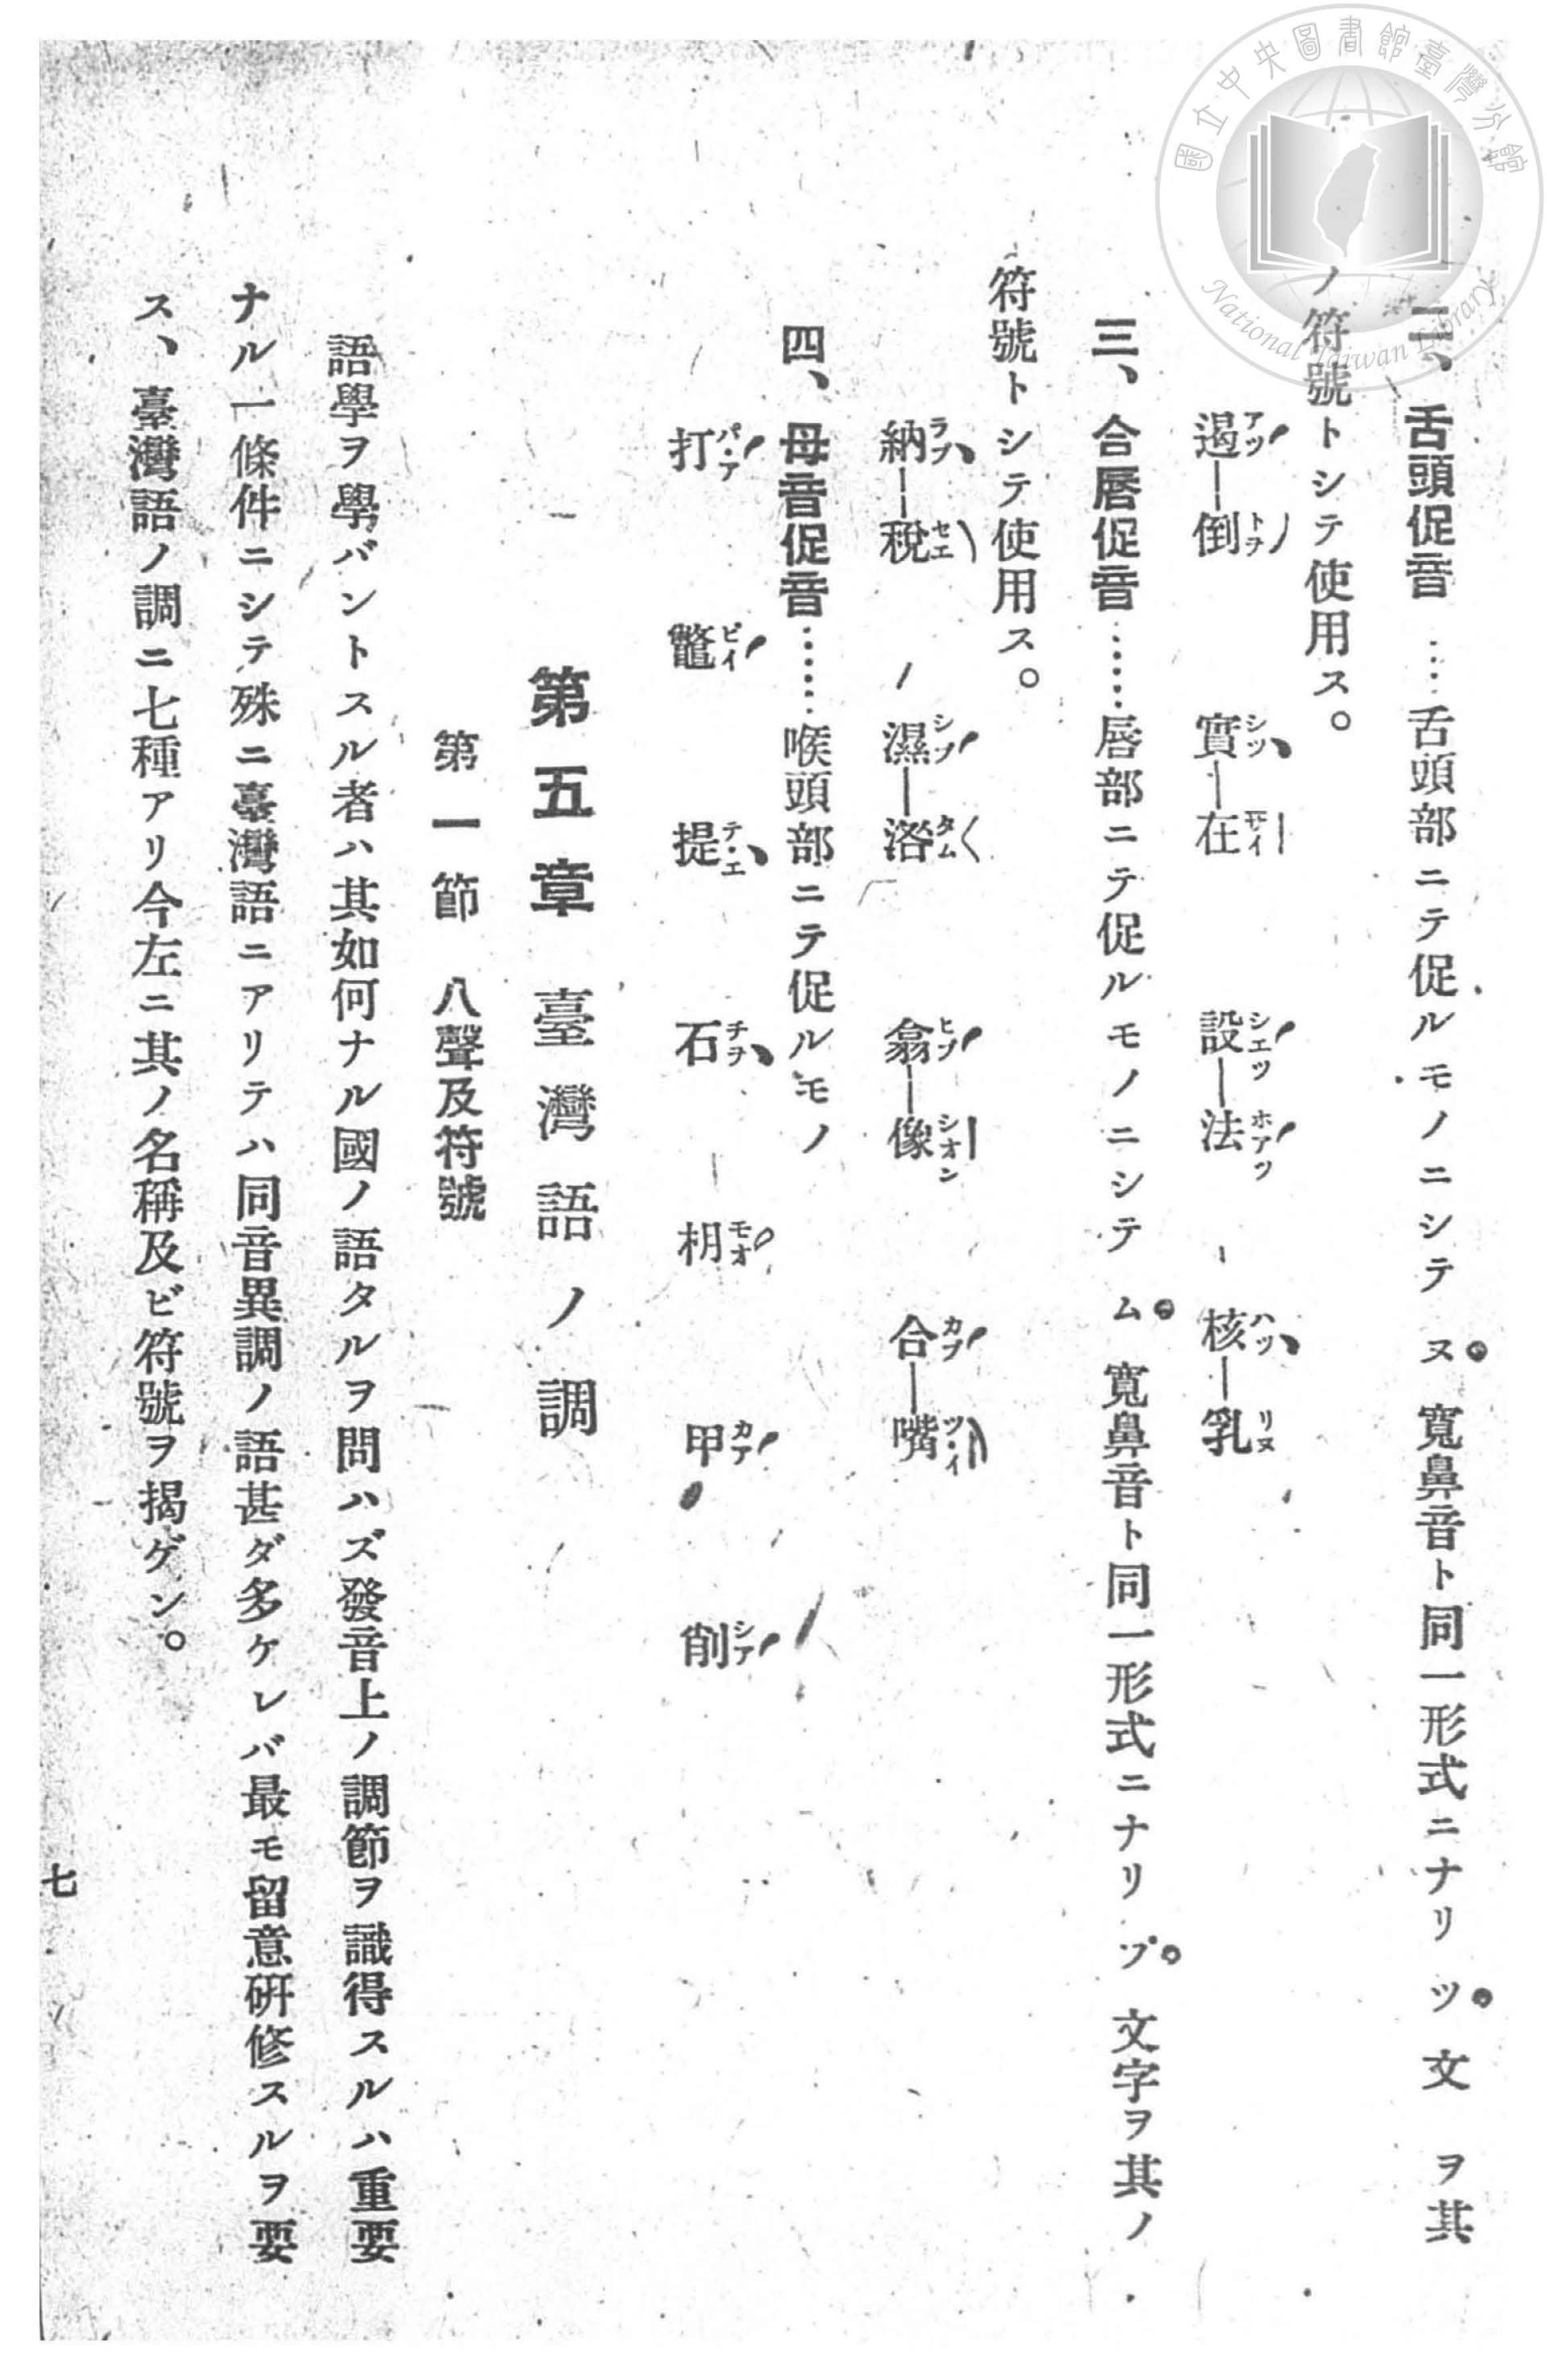 二、舌頭促音……舌頭部ニテ促ルモノニシテ ヌ 寬鼻音ト同一形式ニナリ ツ 文 ヲ其
ノ符號トシテ使用ス。
遏アツ—倒トヲ 實シツ—在サイ 設シエツ—法ホアツ 核ハツ—乳リヌ
三、合唇促音……唇部ニテ促ルモノニシテ ム 寬鼻音ト同一形式ニナリ プ 文字ヲ其ノ
符號トシテ使用ス。
納ラプ—稅セエ 濕シプ—タム 翕ヒプ—像シオン 合カプ—嘴ツイ
四、母音促音……喉頭部ニテ促ルモノ
打パア 鼈ピイ 提テエ 石チヲ 枂モオ 甲カア 削シア
第五章 臺灣語ノ調
第一節 八聲及符號
語學ヲ學バントスル者ハ其如何ナル國ノ語タルヲ問ハズ發音上ノ調節ヲ識得スルハ重要
ナル一條件ニシテ殊ニ臺灣語ニアリテハ同音異調ノ語甚ダ多ケレバ最モ留意硏修スルヲ要
ス、臺灣語ノ調ニ七種アリ今左ニ其ノ名稱及ビ符號ヲ揭ゲン。
七
國立中央圖書館臺灣分館
National Taiwan Library